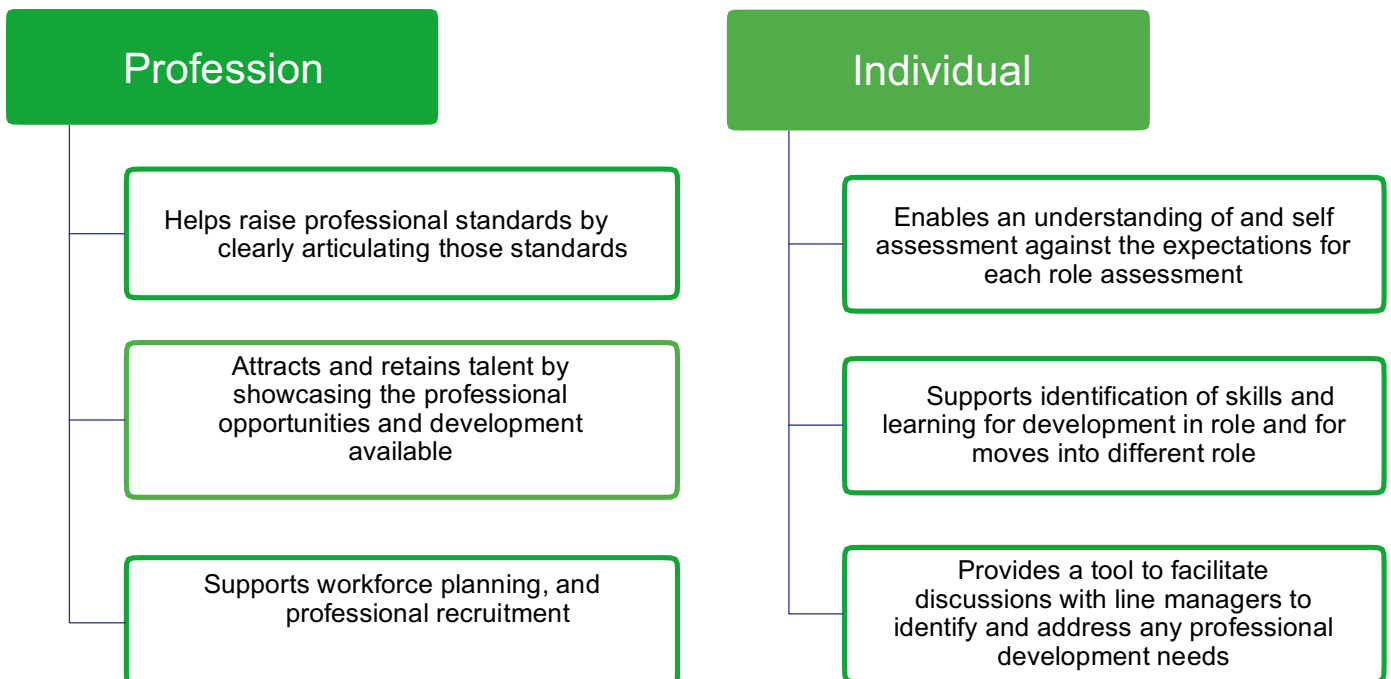 Profession
Helps raise professional standards by
clearly articulating those standards
Attracts and retains talent by
showcasing the professional
opportunities and development
available
Supports workforce planning, and
professional recruitment
Individual
Enables an understanding of and self
assessment against the expectations for
each role assessment
Supports identification of skills and
learning for development in role and for
moves into different role
Provides a tool to facilitate
discussions with line managers to
identify and address any professional
development needs